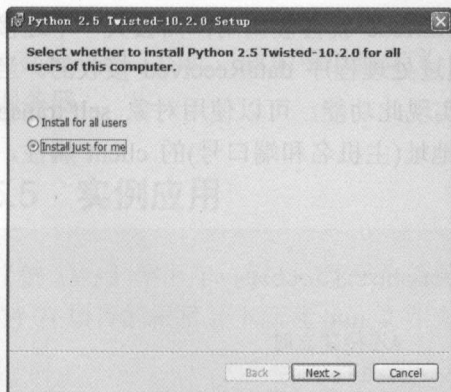 Python 2.5 Twisted-10.2.0 Setup
Select whether to install Python 2.5 Twisted-10.2.0 for all
users of this computer.
Install for all users
Install just for me
Back
Next >
Cancel